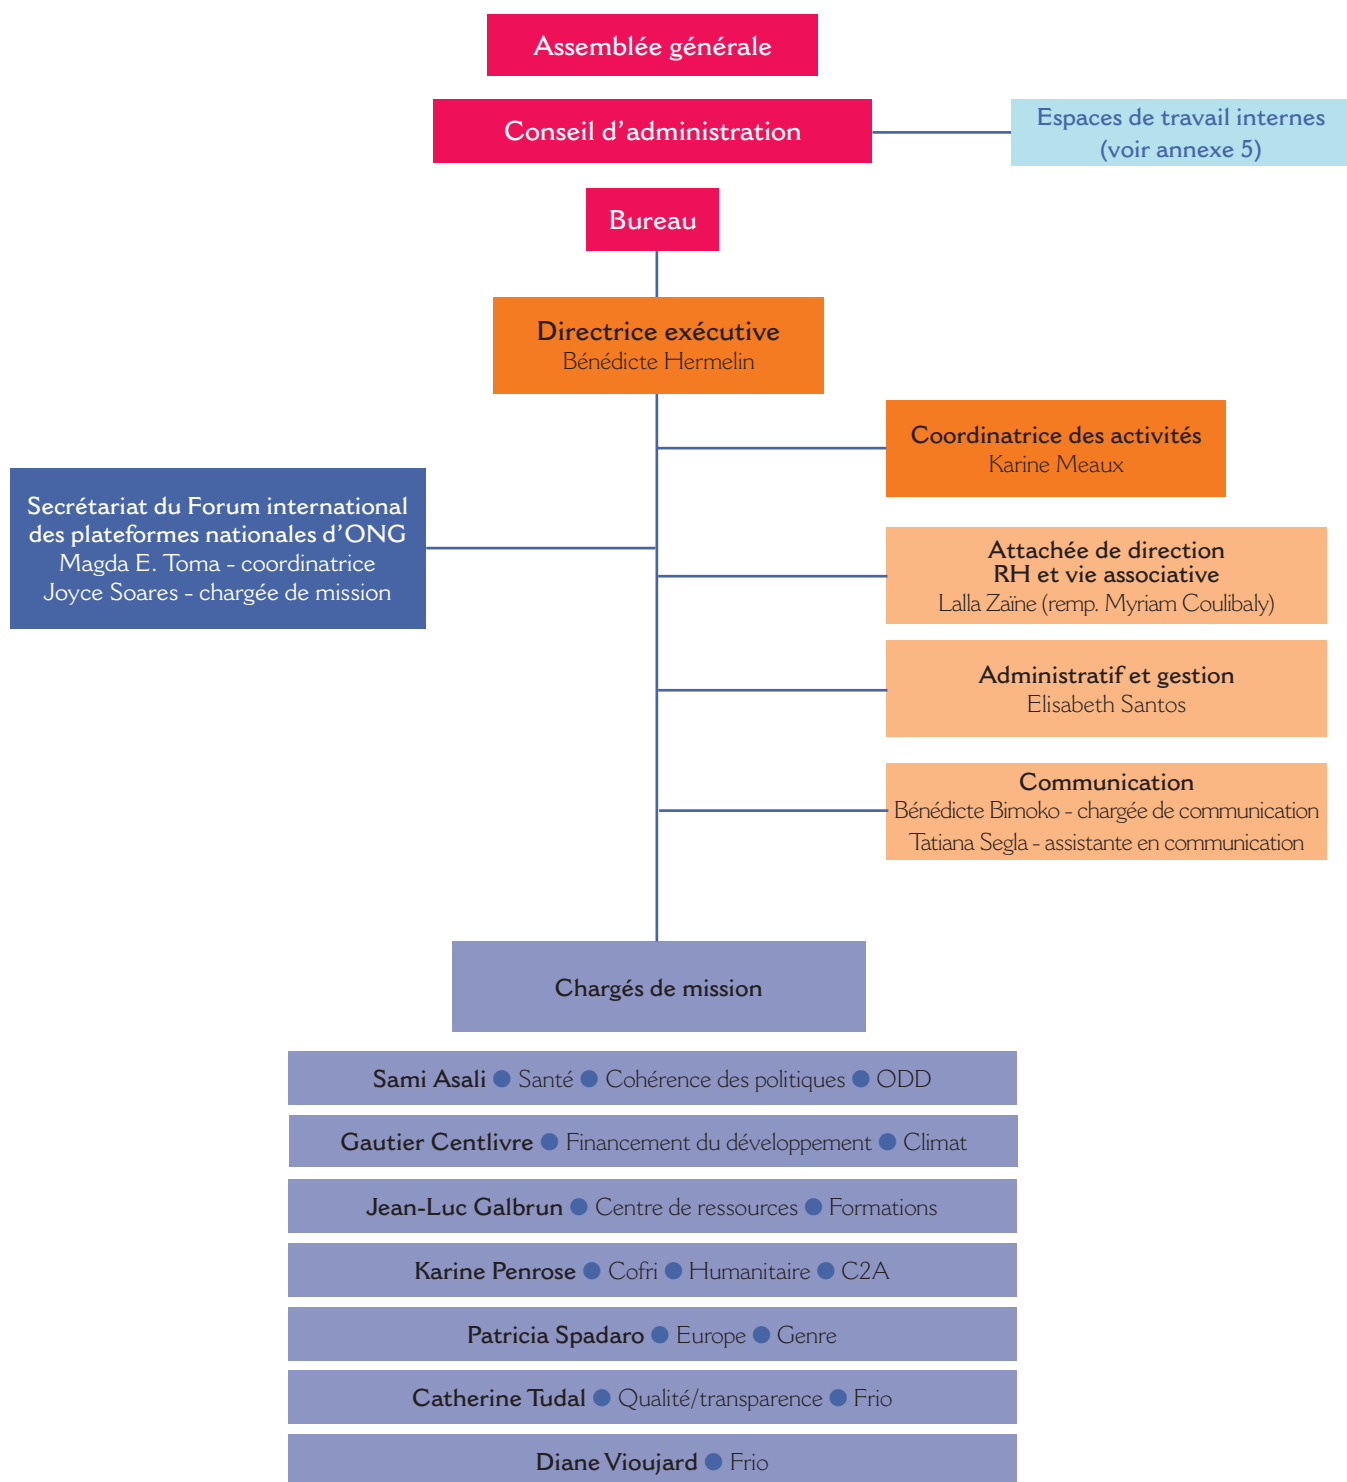 Assemblée générale
Conseil d'administration
Espaces de travail internes
(voir annexe 5)
Bureau
Directrice exécutive
Bénédicte Hermelin
Coordinatrice des activités
Karine Meaux
Secrétariat du Forum international
des plateformes nationales d'ONG
Magda E. Toma - coordinatrice
Joyce Soares - chargée de mission
Attachée de direction
RH et vie associative
Lalla Zaïne (remp. Myriam Coulibaly)
Administratif et gestion
Elisabeth Santos
Communication
Bénédicte Bimoko - chargée de communication
Tatiana Segla - assistante en communication
Chargés de mission
Sami Asali ● Santé ● Cohérence des politiques ● ODD
Gautier Centlivre ● Financement du développement ● Climat
Jean-Luc Galbrun ● Centre de ressources ● Formations
Karine Penrose ● Cofri ● Humanitaire ● C2A
Patricia Spadaro ● Europe ● Genre
Catherine Tudal ● Qualité/transparence ● Frio
Diane Vioujard ● Frio